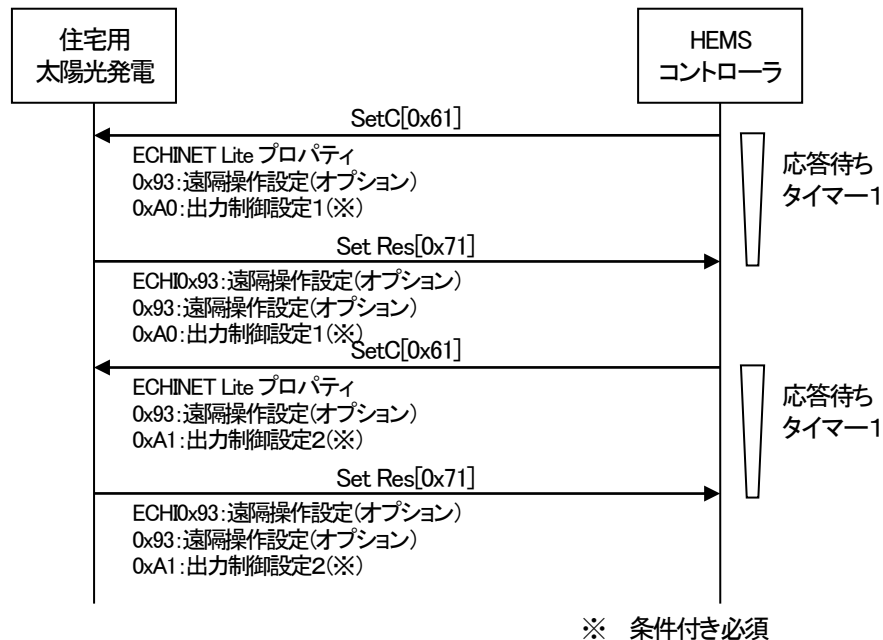 住宅用
太陽光発電
HEMS
コントローラ
SetC[0x61]
ECHINET Lite プロパティ
0x93:遠隔操作設定(オプション)
0xA0:出力制御設定1(※)
応答待ち
タイマー1
Set Res[0x71]
ECHI0x93:遠隔操作設定(オプション)
0x93:遠隔操作設定(オプション)
0xA0:出力制御設定1(※)
SetC[0x61]
ECHINET Lite プロパティ
0x93:遠隔操作設定(オプション)
0xA1:出力制御設定2(※)
応答待ち
タイマー1
Set Res[0x71]
ECHI0x93:遠隔操作設定(オプション)
0x93:遠隔操作設定(オプション)
0xA1:出力制御設定2(※)
※ 条件付き必須